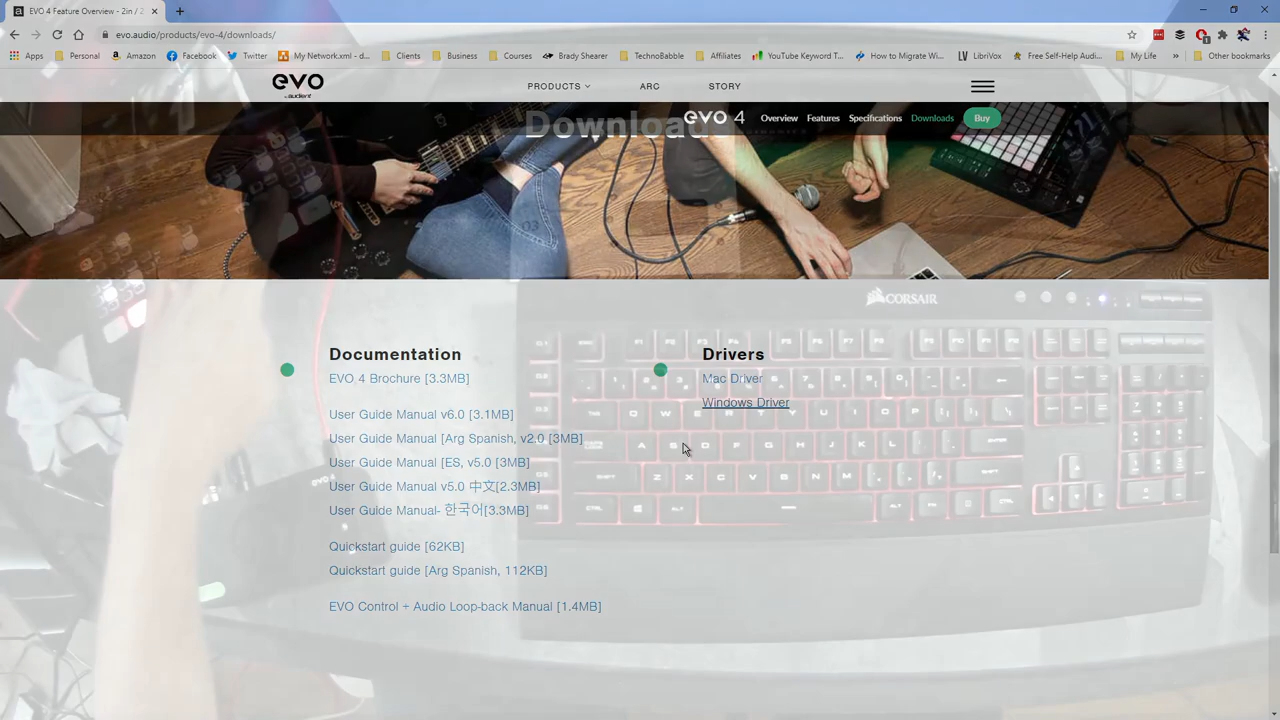 EVO 4 Feature Overview - 2in / 2
evo.audio/products/evo-4/downloads/
Apps Personal Amazon Facebook Twitter My Network.xml - d... Clients Business Courses Brady Shearer TechnoBabble Affiliates YouTube Keyword T... How to Migrate Wi... LibriVox Free Self-Help Audi... My Life » Other bookmarks
evo
by audient
PRODUCTS ARC STORY
Download
evo 4 Overview Features Specifications Downloads Buy
CORSAIR
Documentation
EVO 4 Brochure [3.3MB]
User Guide Manual v6.0 [3.1MB]
User Guide Manual [Arg Spanish, v2.0 [3MB]
User Guide Manual [ES, v5.0 [3MB]
User Guide Manual v5.0 中文[2.3MB]
User Guide Manual- 한국어[3.3MB]
Quickstart guide [62KB]
Quickstart guide [Arg Spanish, 112KB]
EVO Control + Audio Loop-back Manual [1.4MB]
Drivers
Mac Driver
Windows Driver